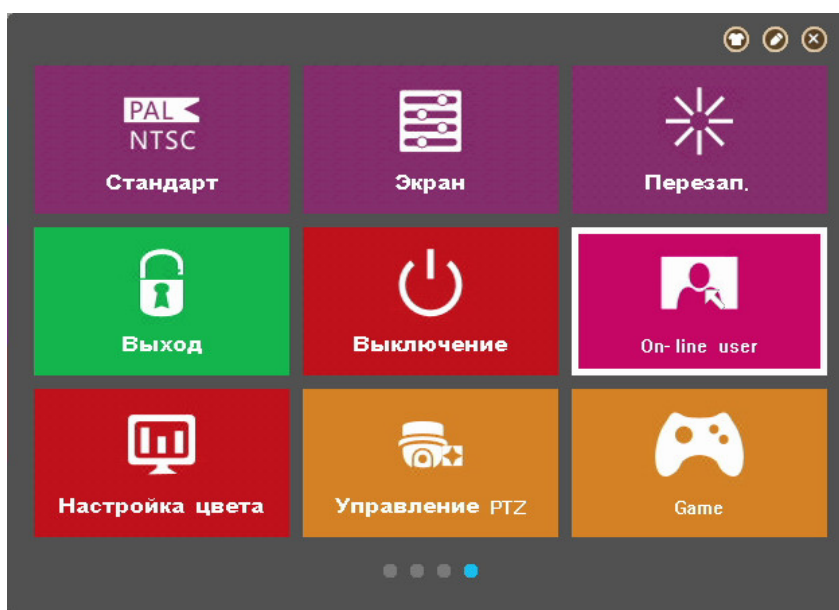 PAL
NTSC
Стандарт
Экран
Перезап.
Выход
Выключение
On-line user
Настройка цвета
Управление PTZ
Game